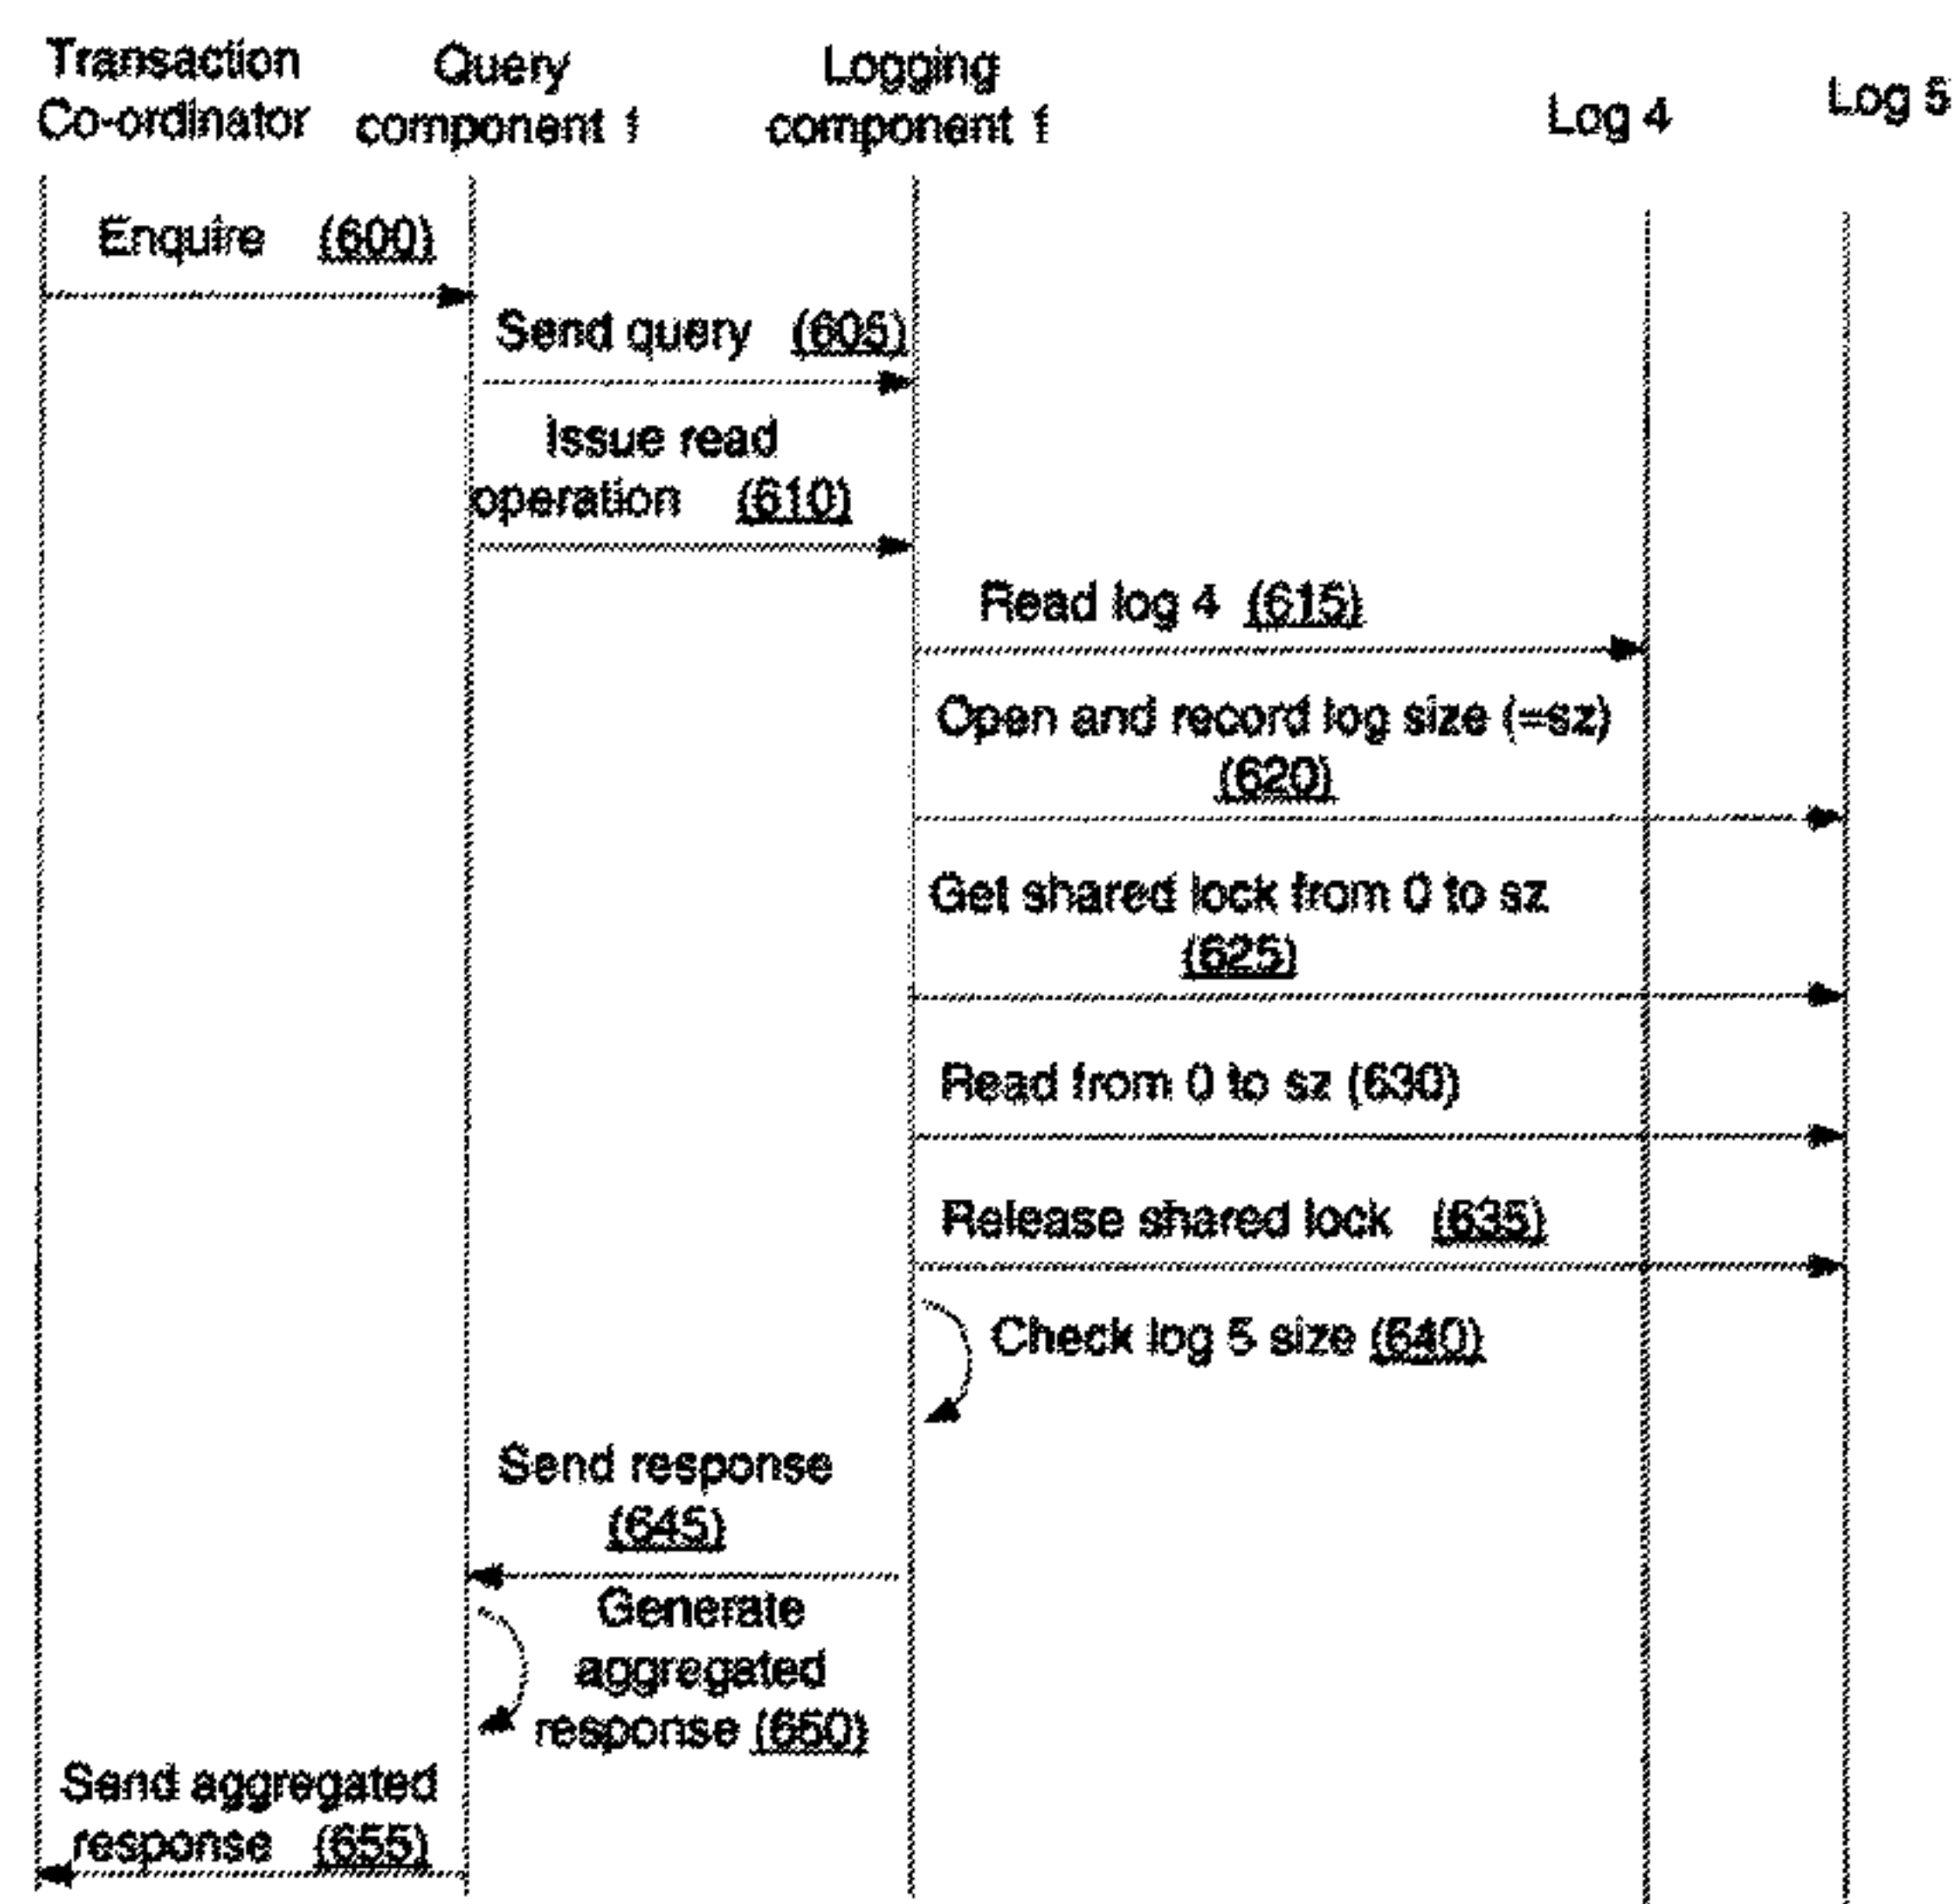 Transaction
Co-ordinator
Query
component 1
Logging
component 1
Log 4
Log 5
Enquire (600)
Send query (605)
Issue read
operation (610)
Read log 4 (615)
Open and record log size (=sz)
(620)
Get shared lock from 0 to sz
(625)
Read from 0 to sz (630)
Release shared lock (635)
Check log 5 size (640)
Send response
(645)
Generate
aggregated
response (650)
Send aggregated
response (655)